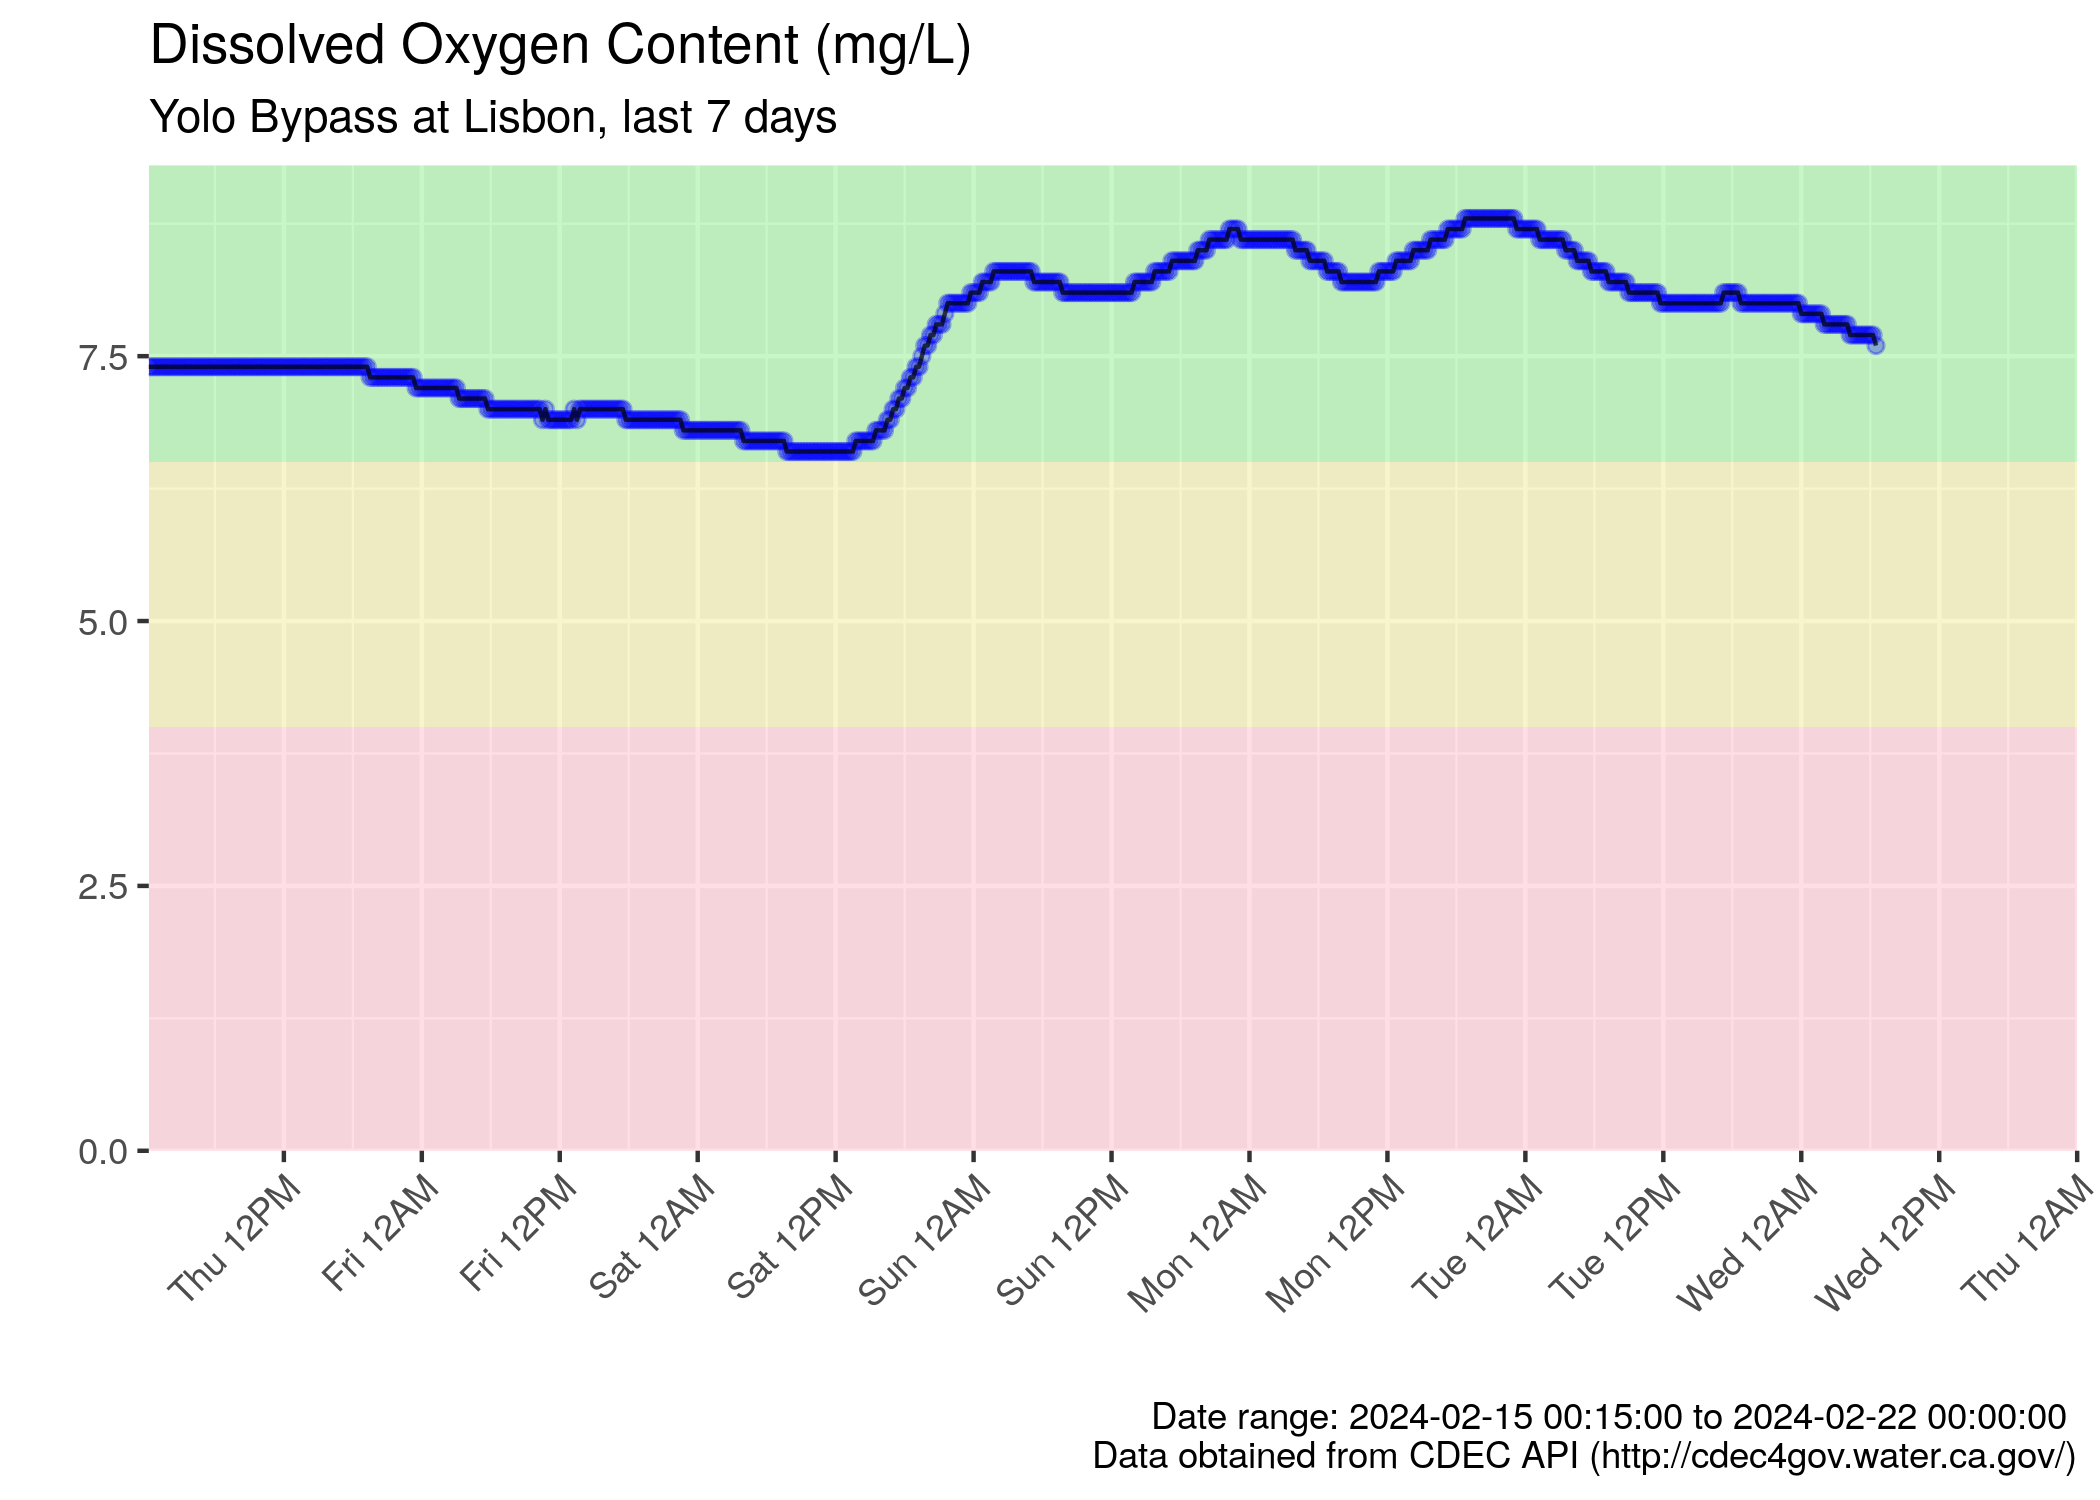 Dissolved Oxygen Content (mg/L)
Yolo Bypass at Lisbon, last 7 days
7.5
5.0
2.5
0.0
Thu 12PM
Fri 12AM
Fri 12PM
Sat 12AM
Sat 12PM
Sun 12AM
Sun 12PM
Mon 12AM
Mon 12PM
Tue 12AM
Tue 12PM
Wed 12AM
Wed 12PM
Thu 12AM
Date range: 2024-02-15 00:15:00 to 2024-02-22 00:00:00
Data obtained from CDEC API (http://cdec4gov.water.ca.gov/)